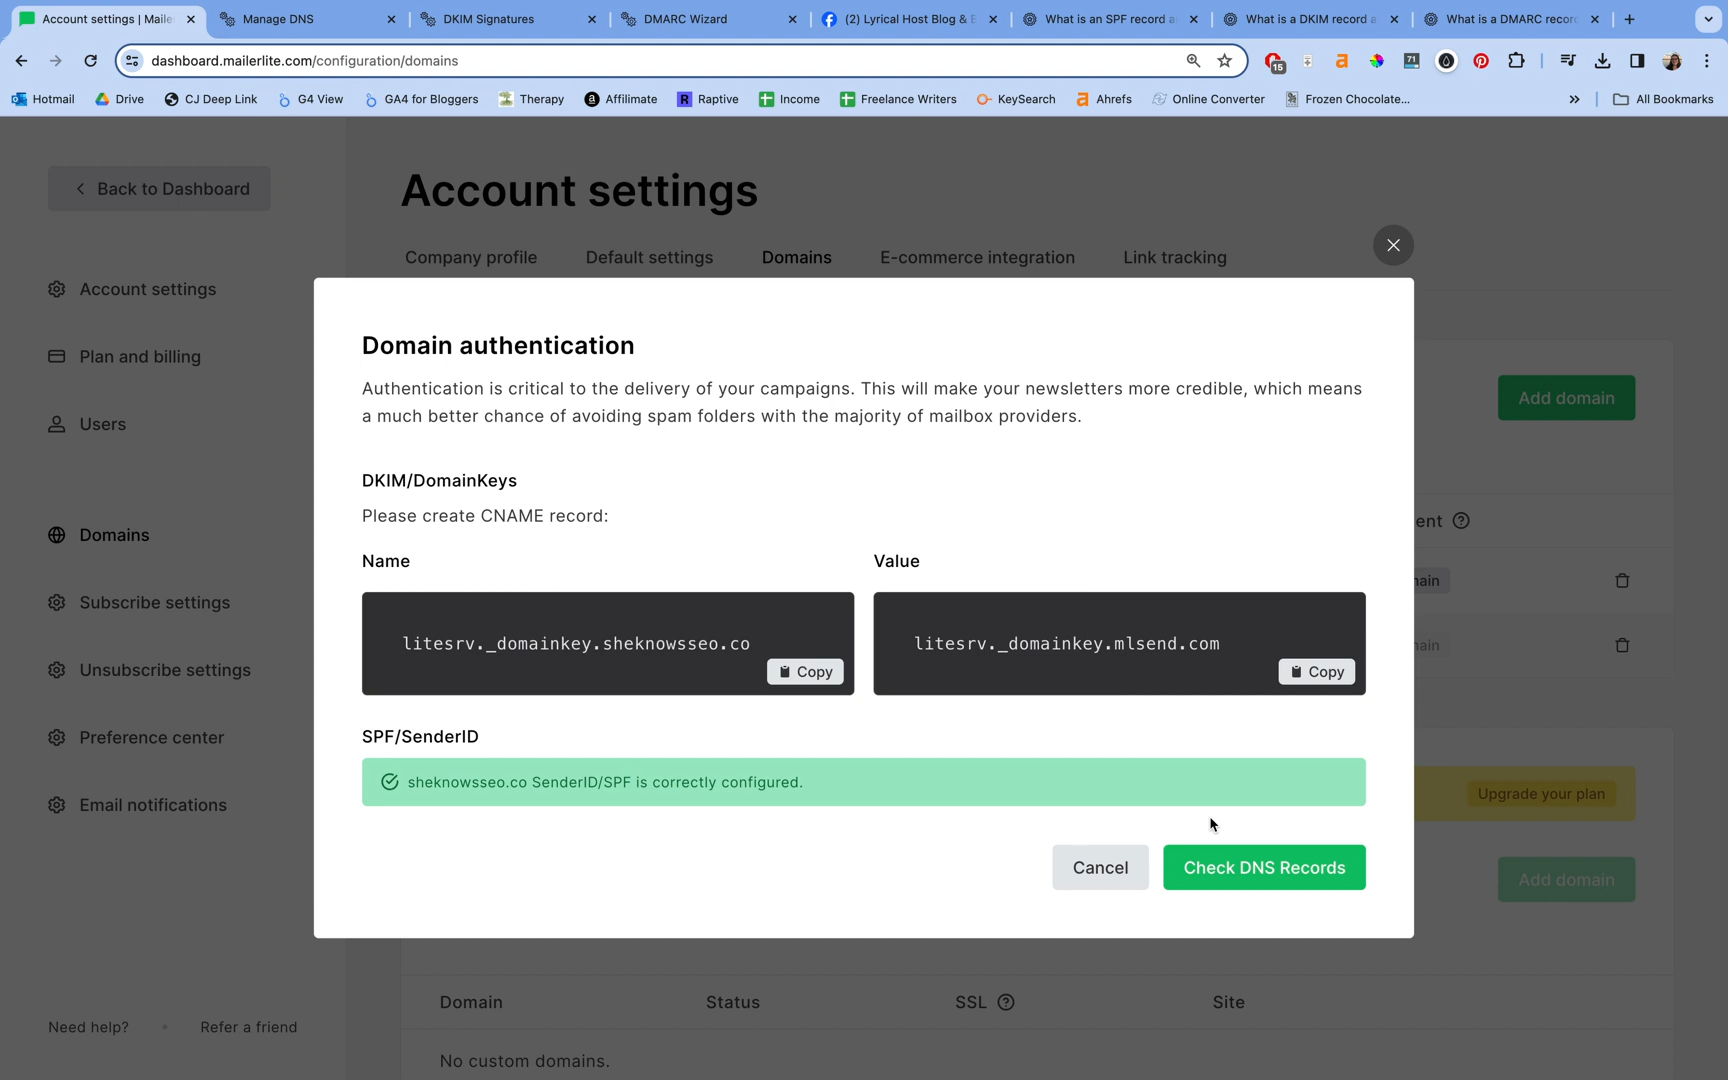 Account settings | Maile
Manage DNS
DKIM Signatures
DMARC Wizard
(2) Lyrical Host Blog & E
What is an SPF record a
What is a DKIM record a
What is a DMARC recor
dashboard.mailerlite.com/configuration/domains
15
71
Hotmail
Drive
CJ Deep Link
G4 View
GA4 for Bloggers
Therapy
Affilimate
Raptive
Income
Freelance Writers
KeySearch
Ahrefs
Online Converter
Frozen Chocolate...
All Bookmarks
Back to Dashboard
Account settings
Company profile
Default settings
Domains
E-commerce integration
Link tracking
Account settings
Plan and billing
Users
Domains
Subscribe settings
Unsubscribe settings
Preference center
Email notifications
Need help?
Refer a friend
Domain authentication
Authentication is critical to the delivery of your campaigns. This will make your newsletters more credible, which means
a much better chance of avoiding spam folders with the majority of mailbox providers.
DKIM/DomainKeys
Please create CNAME record:
Name
Value
litesrv._domainkey.sheknowsseo.co
Copy
litesrv._domainkey.mlsend.com
Copy
SPF/SenderID
sheknowsseo.co SenderID/SPF is correctly configured.
Cancel
Check DNS Records
Add domain
ent
nain
nain
Upgrade your plan
Add domain
Domain
Status
SSL
Site
No custom domains.